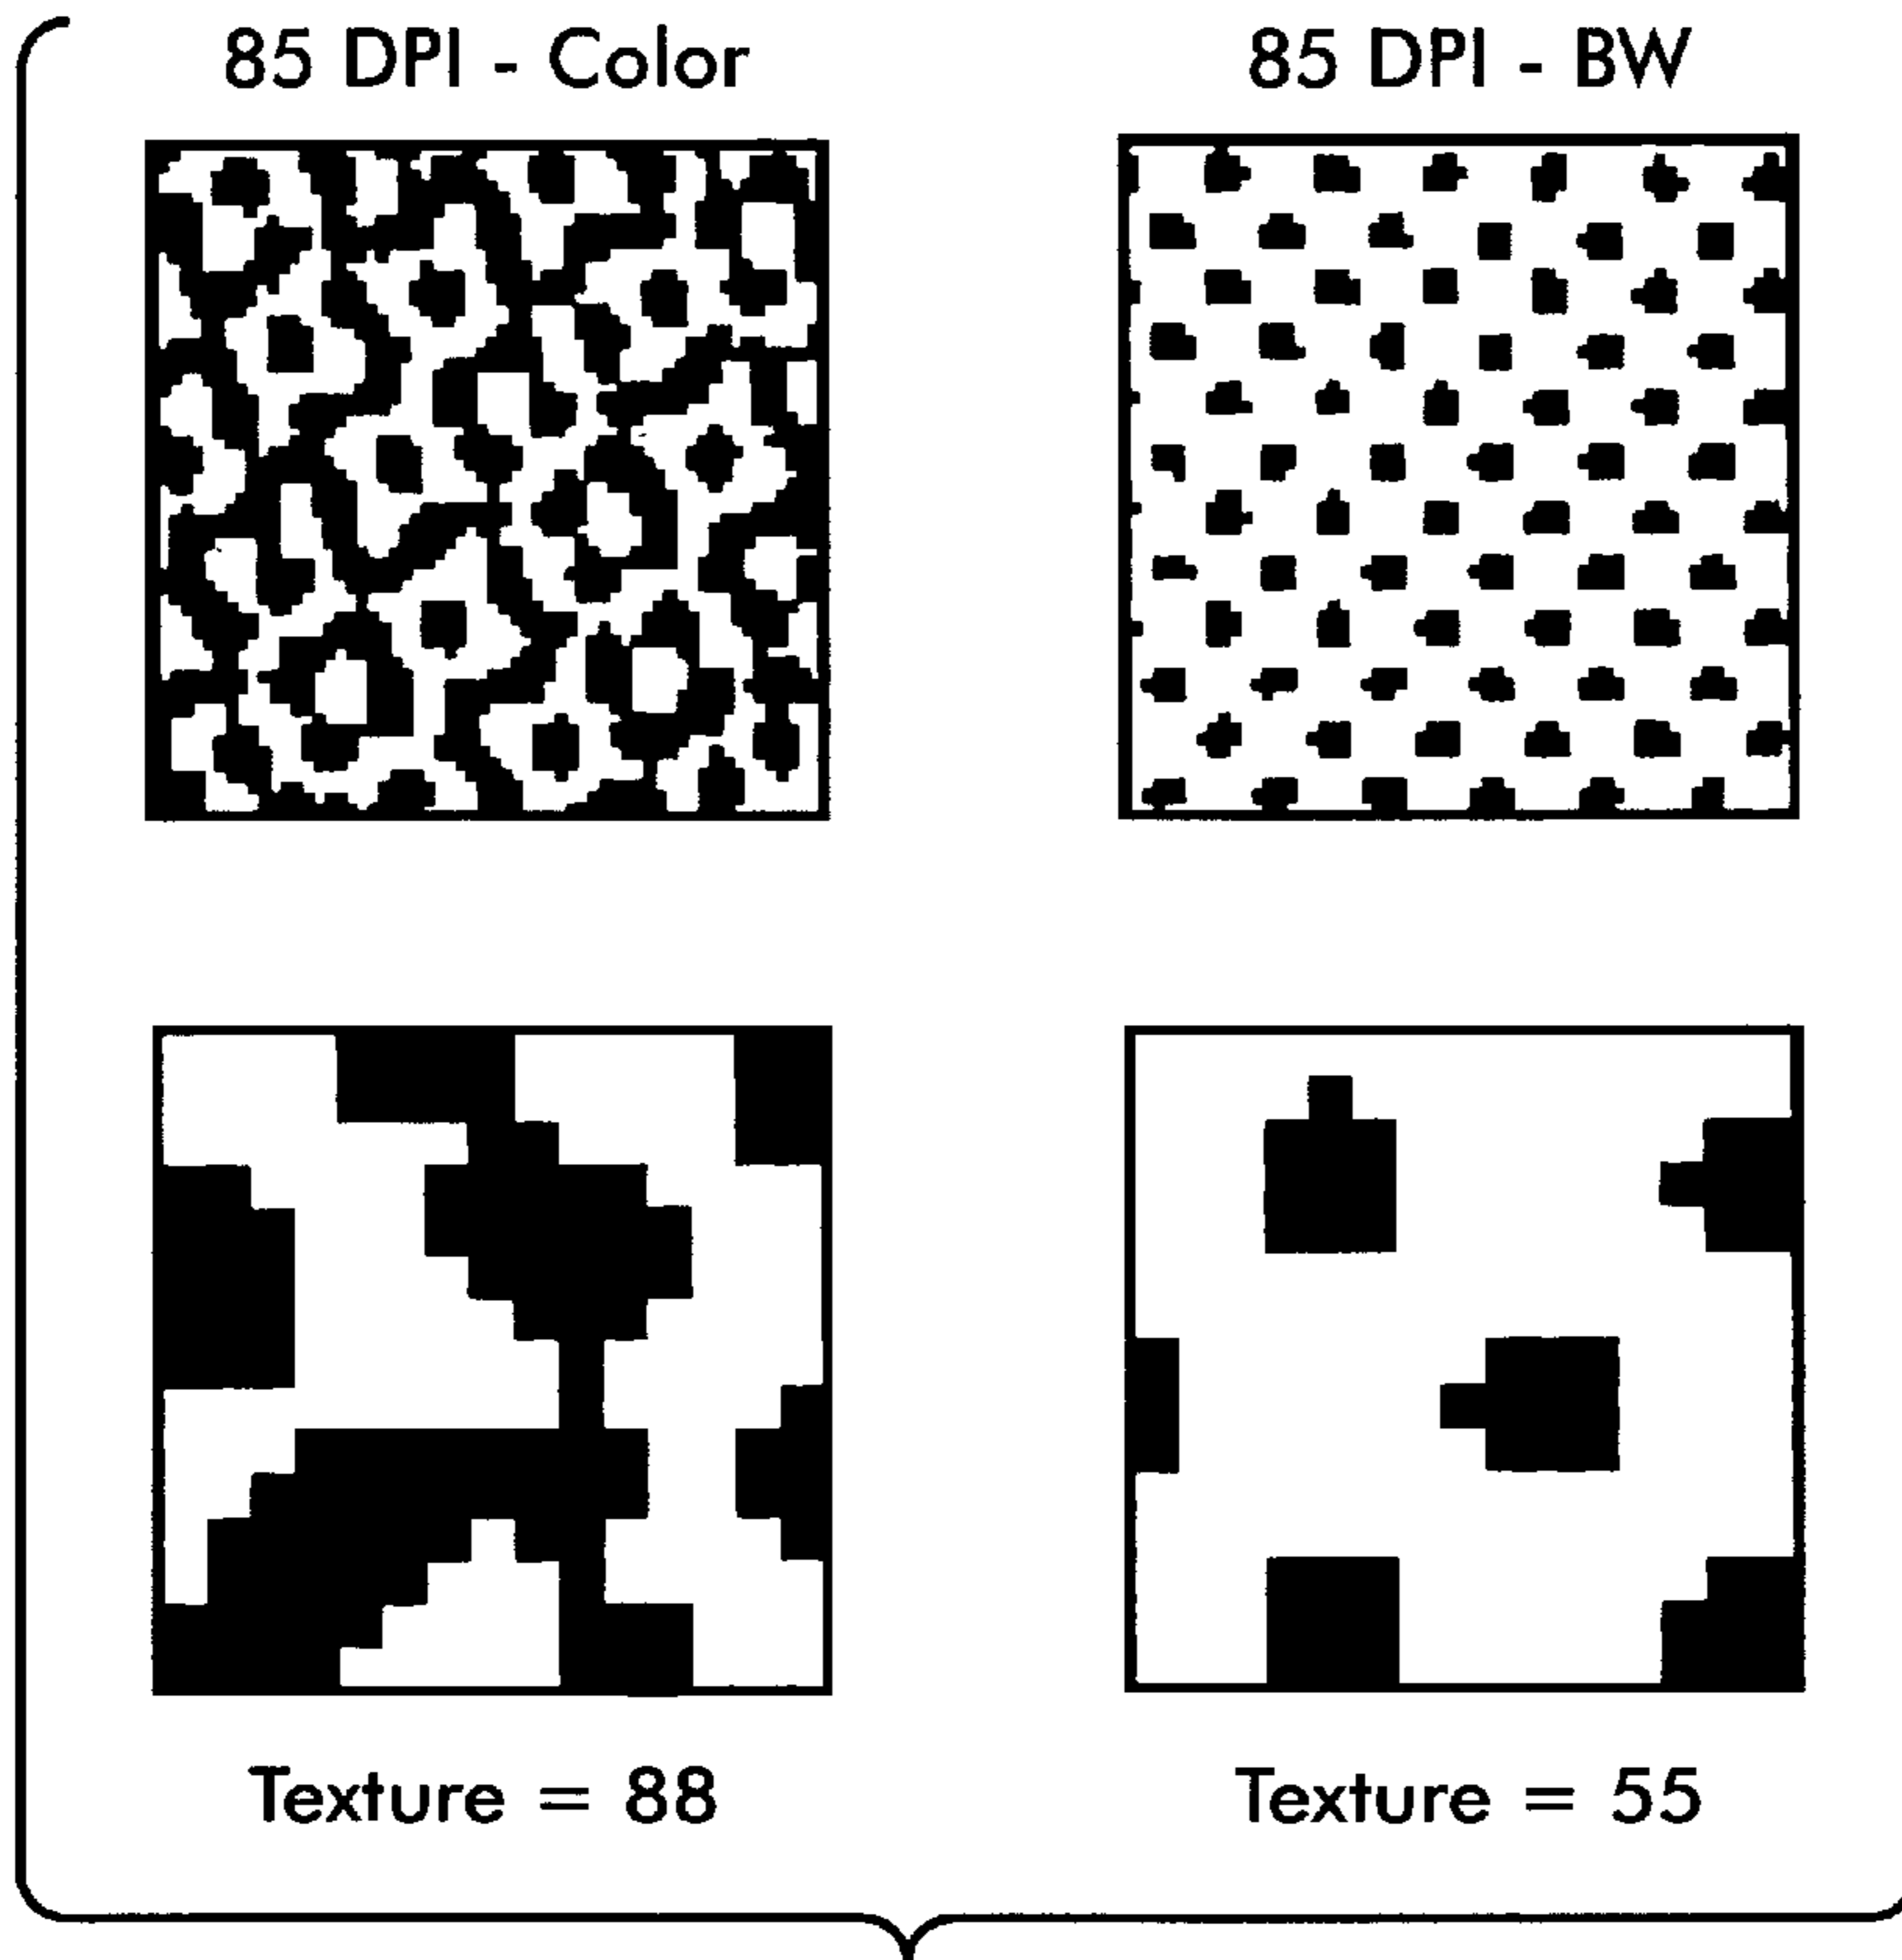 85 DPI - Color
85 DPI - BW
Texture = 88
Texture = 55